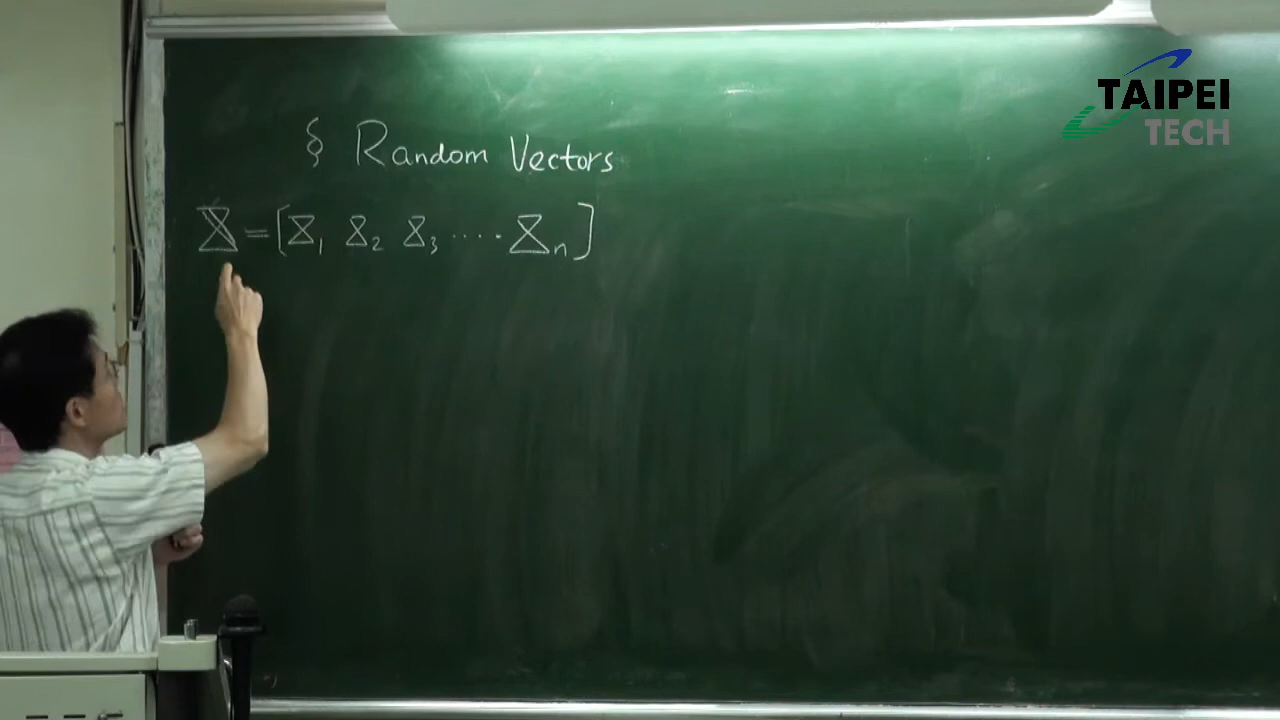 § Random Vectors
X = [X₁ X₂ X₃ ····· Xₙ]
TAIPEI
TECH